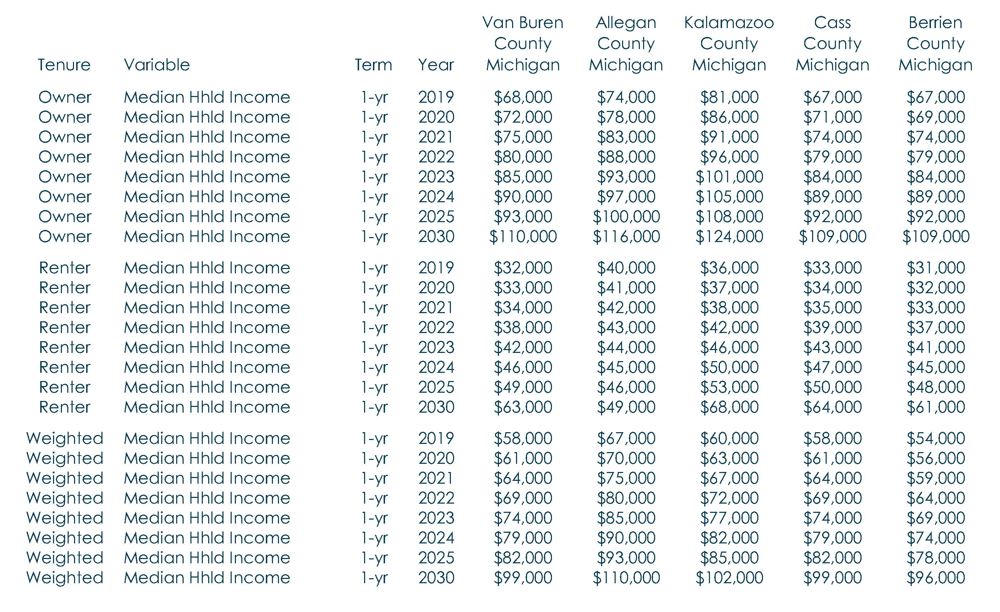 Van Buren Allegan Kalamazoo Cass Berrien
County County County County County
Tenure Variable Term Year Michigan Michigan Michigan Michigan Michigan
Owner Median Hhld Income 1-yr 2019 $68,000 $74,000 $81,000 $67,000 $67,000
Owner Median Hhld Income 1-yr 2020 $72,000 $78,000 $86,000 $71,000 $69,000
Owner Median Hhld Income 1-yr 2021 $75,000 $83,000 $91,000 $74,000 $74,000
Owner Median Hhld Income 1-yr 2022 $80,000 $88,000 $96,000 $79,000 $79,000
Owner Median Hhld Income 1-yr 2023 $85,000 $93,000 $101,000 $84,000 $84,000
Owner Median Hhld Income 1-yr 2024 $90,000 $97,000 $105,000 $89,000 $89,000
Owner Median Hhld Income 1-yr 2025 $93,000 $100,000 $108,000 $92,000 $92,000
Owner Median Hhld Income 1-yr 2030 $110,000 $116,000 $124,000 $109,000 $109,000
Renter Median Hhld Income 1-yr 2019 $32,000 $40,000 $36,000 $33,000 $31,000
Renter Median Hhld Income 1-yr 2020 $33,000 $41,000 $37,000 $34,000 $32,000
Renter Median Hhld Income 1-yr 2021 $34,000 $42,000 $38,000 $35,000 $33,000
Renter Median Hhld Income 1-yr 2022 $38,000 $43,000 $42,000 $39,000 $37,000
Renter Median Hhld Income 1-yr 2023 $42,000 $44,000 $46,000 $43,000 $41,000
Renter Median Hhld Income 1-yr 2024 $46,000 $45,000 $50,000 $47,000 $45,000
Renter Median Hhld Income 1-yr 2025 $49,000 $46,000 $53,000 $50,000 $48,000
Renter Median Hhld Income 1-yr 2030 $63,000 $49,000 $68,000 $64,000 $61,000
Weighted Median Hhld Income 1-yr 2019 $58,000 $67,000 $60,000 $58,000 $54,000
Weighted Median Hhld Income 1-yr 2020 $61,000 $70,000 $63,000 $61,000 $56,000
Weighted Median Hhld Income 1-yr 2021 $64,000 $75,000 $67,000 $64,000 $59,000
Weighted Median Hhld Income 1-yr 2022 $69,000 $80,000 $72,000 $69,000 $64,000
Weighted Median Hhld Income 1-yr 2023 $74,000 $85,000 $77,000 $74,000 $69,000
Weighted Median Hhld Income 1-yr 2024 $79,000 $90,000 $82,000 $79,000 $74,000
Weighted Median Hhld Income 1-yr 2025 $82,000 $93,000 $85,000 $82,000 $78,000
Weighted Median Hhld Income 1-yr 2030 $99,000 $110,000 $102,000 $99,000 $96,000